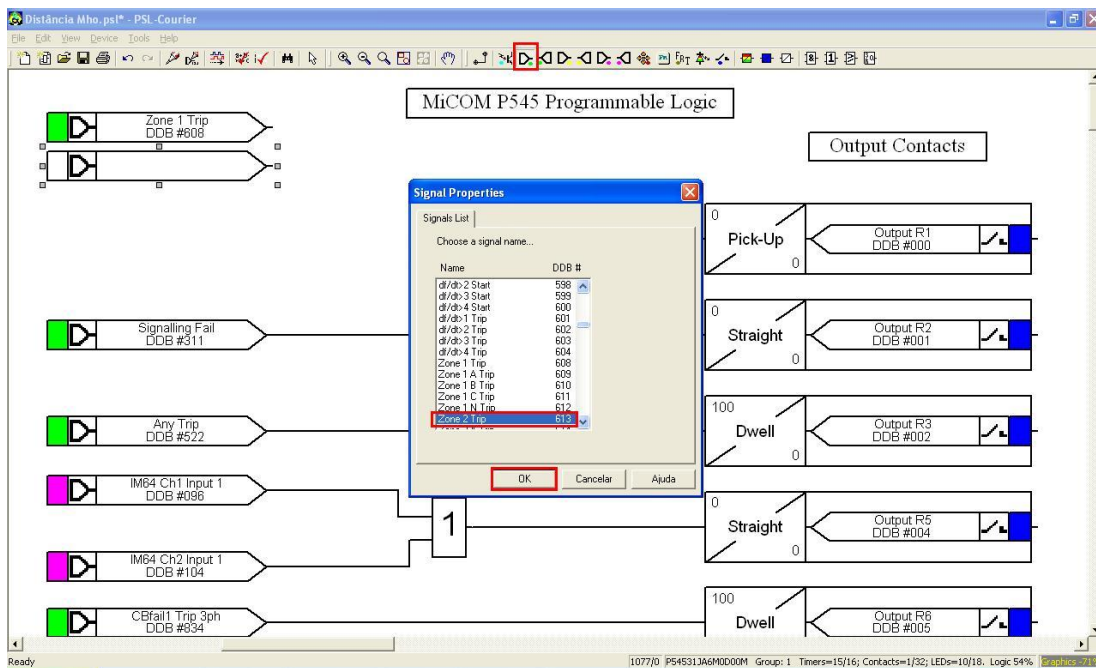 Distância Mho.psl* - PSL-Courier
File Edit View Device Tools Help
MiCOM P545 Programmable Logic
Output Contacts
Zone 1 Trip
DDB #608
Signal Properties
Signals List
Choose a signal name...
Name DDB #
df/dt>2 Start 598
df/dt>3 Start 599
df/dt>4 Start 600
df/dt>1 Trip 601
df/dt>2 Trip 602
df/dt>3 Trip 603
df/dt>4 Trip 604
Zone 1 Trip 608
Zone 1 A Trip 609
Zone 1 B Trip 610
Zone 1 C Trip 611
Zone 1 N Trip 612
Zone 2 Trip 613
OK Cancelar Ajuda
0
Pick-Up
0
Output R1
DDB #000
Signalling Fail
DDB #311
0
Straight
0
Output R2
DDB #001
Any Trip
DDB #522
100
Dwell
0
Output R3
DDB #002
IM64 Ch1 Input 1
DDB #096
1
IM64 Ch2 Input 1
DDB #104
0
Straight
0
Output R5
DDB #004
CBfail1 Trip 3ph
DDB #834
100
Dwell
Output R6
DDB #005
Ready
1077/0 P54531JA6M0D00M Group: 1 Timers=15/16; Contacts=1/32; LEDs=10/18. Logic 54%